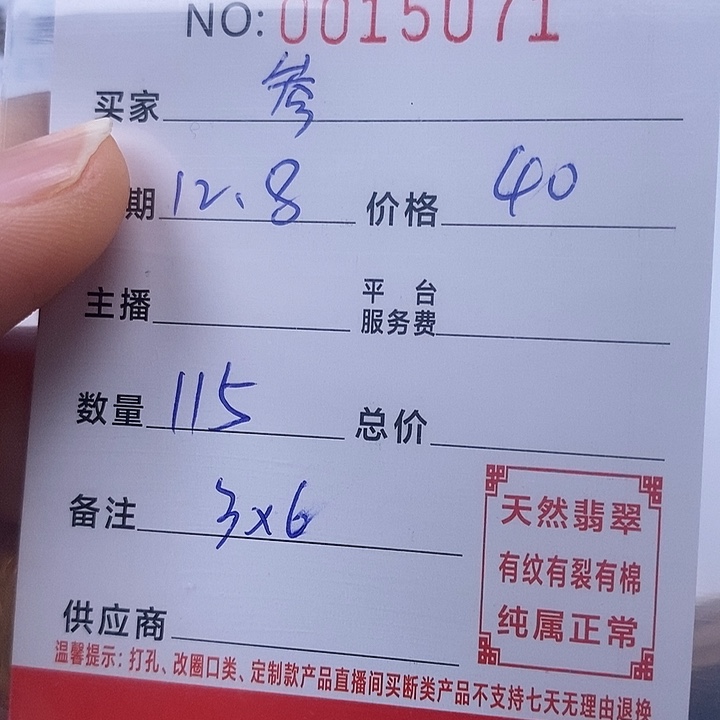 NO: 0015071
买家 参
期 12.8 价格 40
主播 平台服务费
数量 115 总价
备注 3x6
供应商
天然翡翠
有纹有裂有棉
纯属正常
温馨提示：打孔、改圈口类、定制款产品直播间买断类产品不支持七天无理由退换